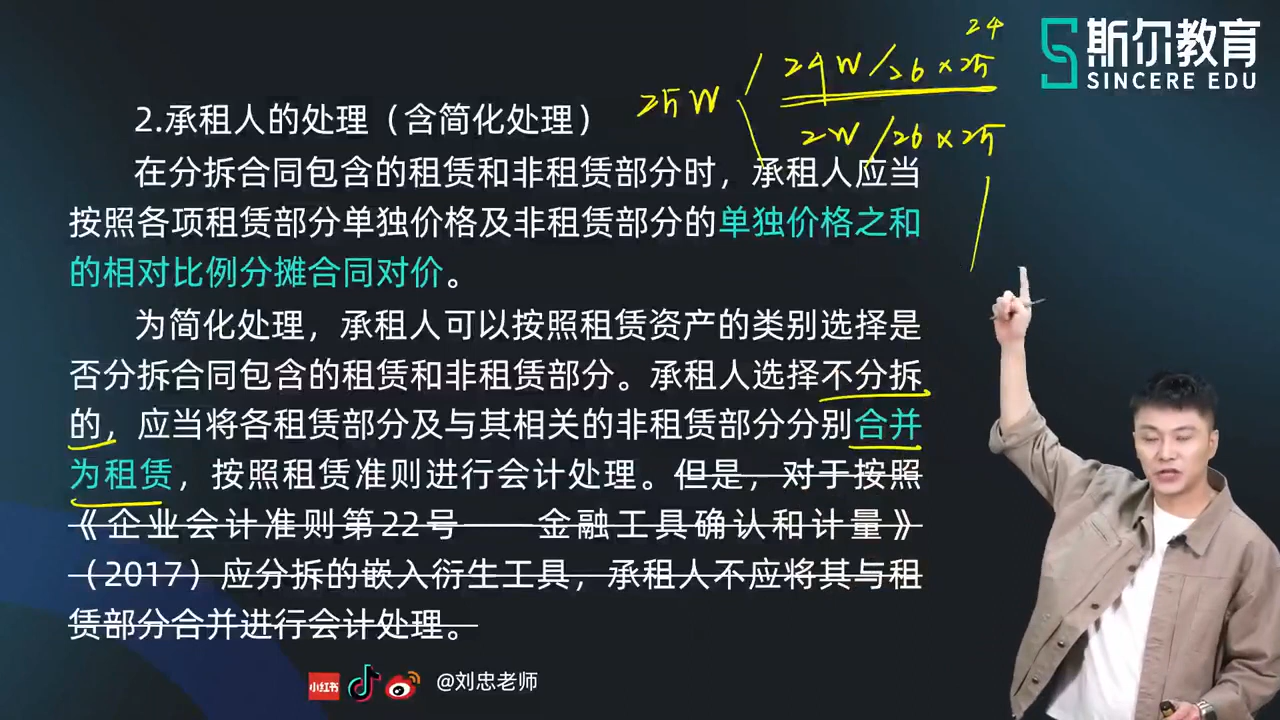 斯尔教育
SINCERE EDU
24
25W
24W/26×25
2W/26×25
2.承租人的处理（含简化处理）
在分拆合同包含的租赁和非租赁部分时，承租人应当
按照各项租赁部分单独价格及非租赁部分的单独价格之和
的相对比例分摊合同对价。
为简化处理，承租人可以按照租赁资产的类别选择是
否分拆合同包含的租赁和非租赁部分。承租人选择不分拆
的，应当将各租赁部分及与其相关的非租赁部分分别合并
为租赁，按照租赁准则进行会计处理。但是，对于按照
《企业会计准则第22号——金融工具确认和计量》
（2017）应分拆的嵌入衍生工具，承租人不应将其与租
赁部分合并进行会计处理。
小红书
@刘忠老师